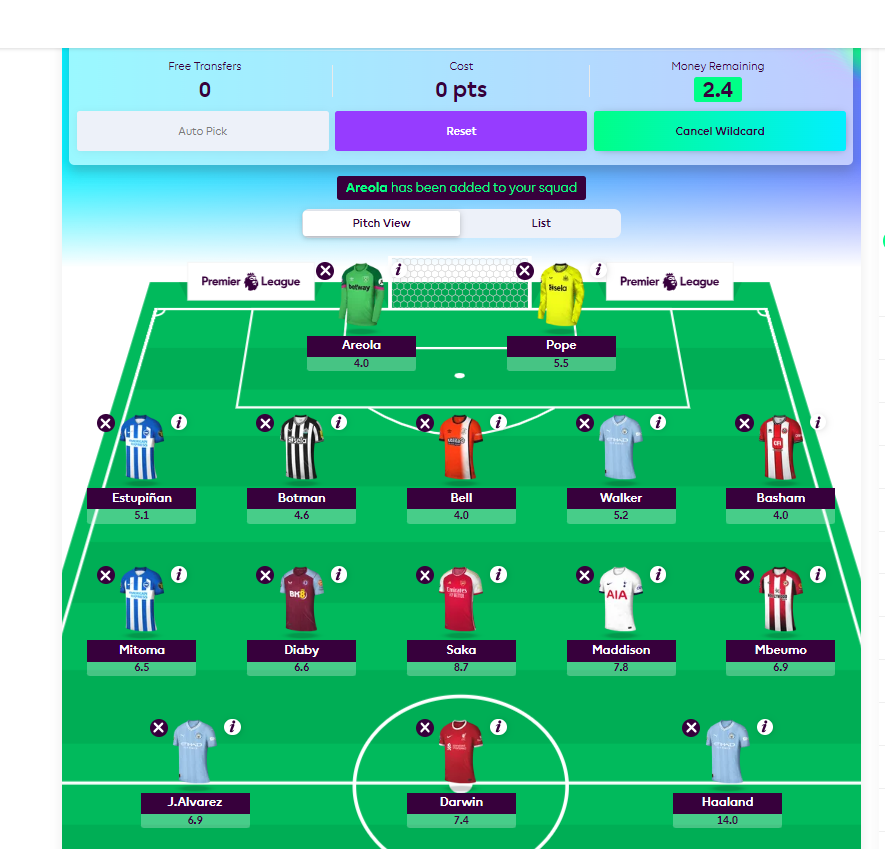 Free Transfers Cost Money Remaining
0 0 pts 2.4
Auto Pick Reset Cancel Wildcard
Areola has been added to your squad
Pitch View List
Premier League Premier League
Areola Pope
4.0 5.5
Estupiñan Botman Bell Walker Basham
5.1 4.6 4.0 5.2 4.0
Mitoma Diaby Saka Maddison Mbeumo
6.5 6.6 8.7 7.8 6.9
J.Alvarez Darwin Haaland
6.9 7.4 14.0